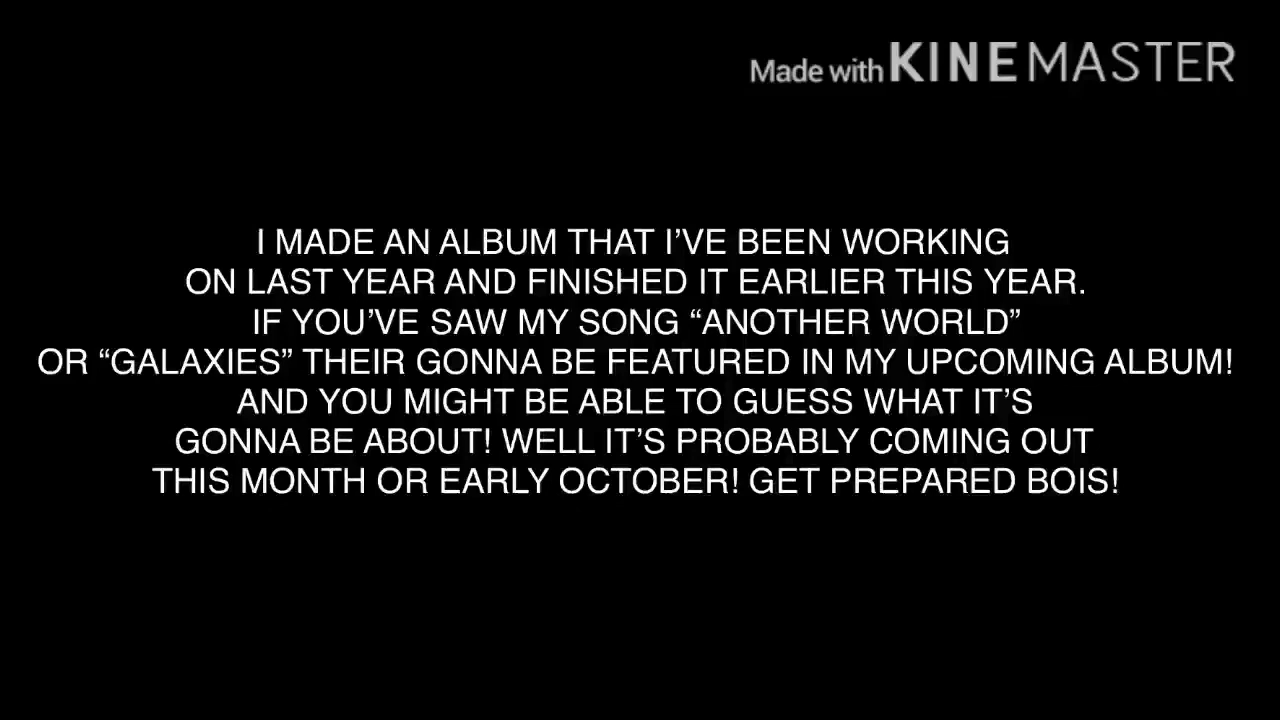 Made with KINEMASTER
I MADE AN ALBUM THAT I’VE BEEN WORKING
ON LAST YEAR AND FINISHED IT EARLIER THIS YEAR.
IF YOU’VE SAW MY SONG “ANOTHER WORLD”
OR “GALAXIES” THEIR GONNA BE FEATURED IN MY UPCOMING ALBUM!
AND YOU MIGHT BE ABLE TO GUESS WHAT IT’S
GONNA BE ABOUT! WELL IT’S PROBABLY COMING OUT
THIS MONTH OR EARLY OCTOBER! GET PREPARED BOIS!